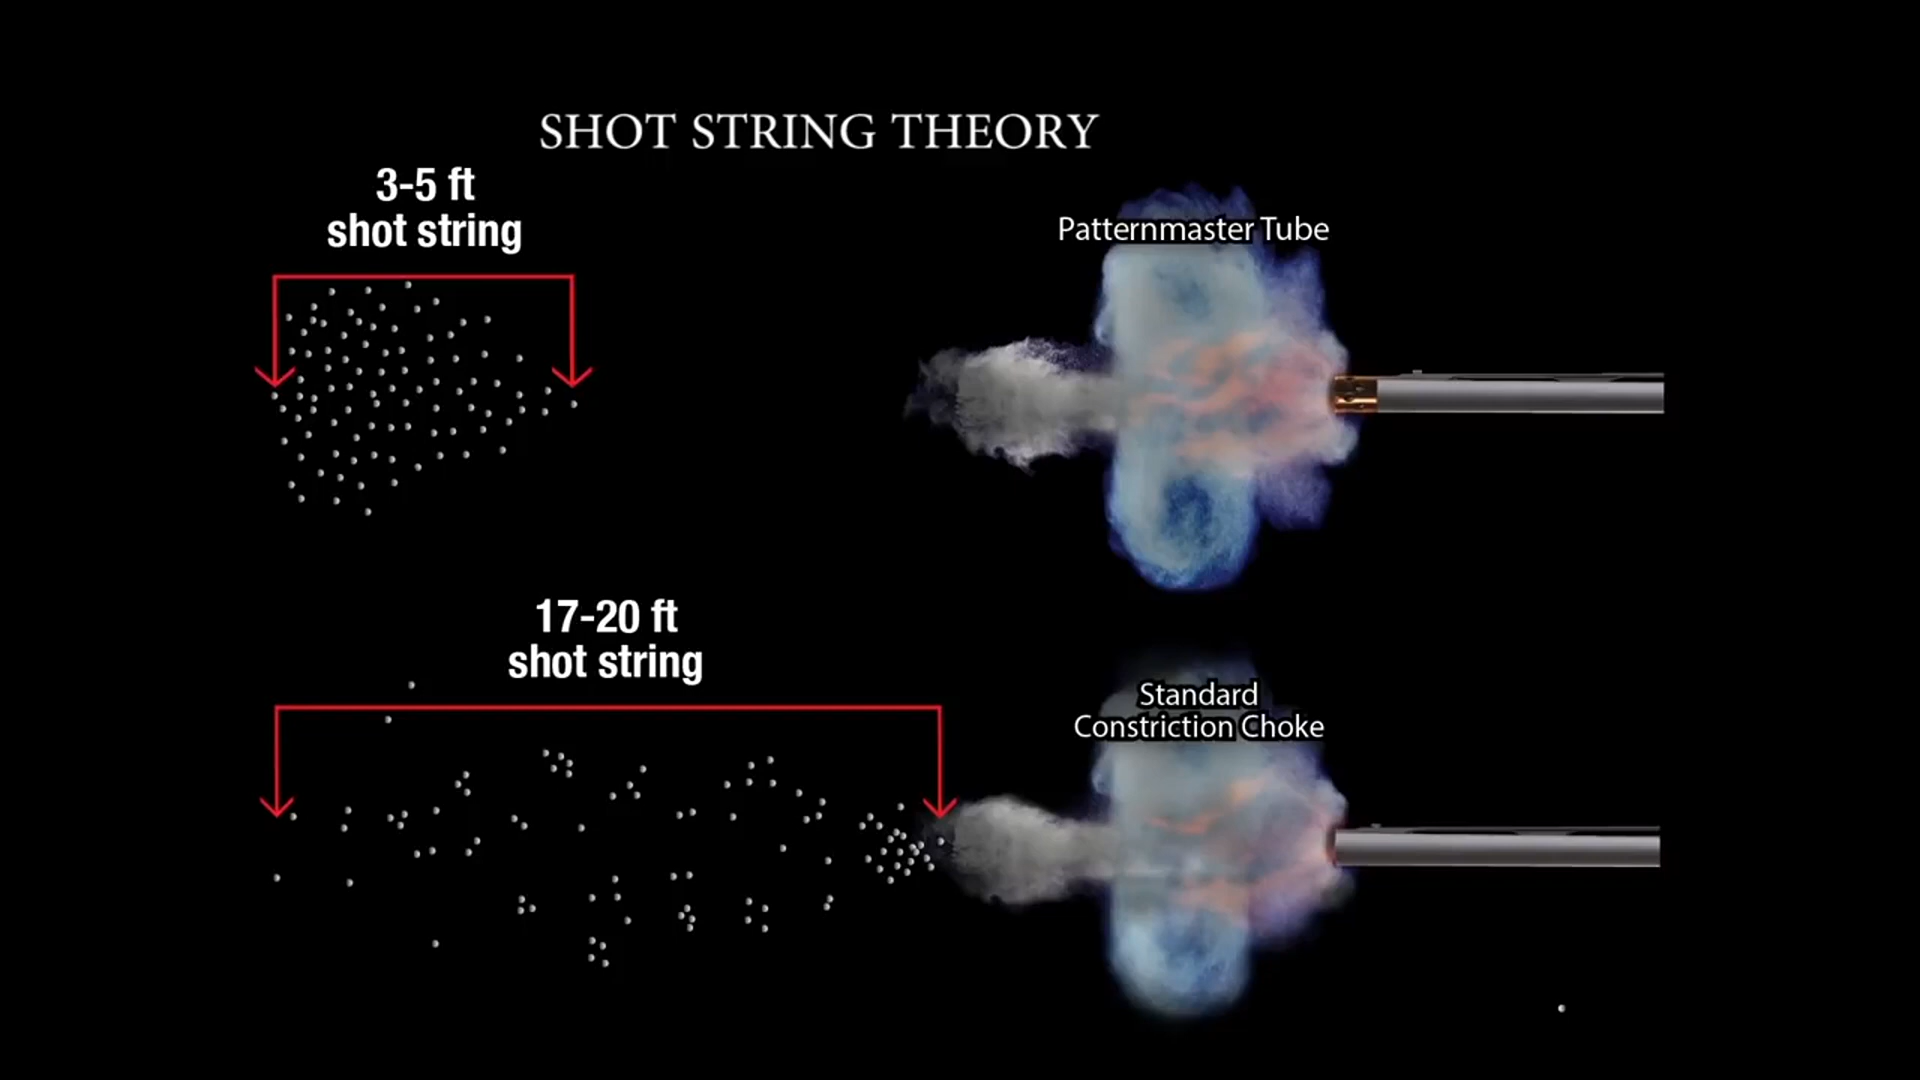 SHOT STRING THEORY
3-5 ft
shot string
Patternmaster Tube
17-20 ft
shot string
Standard
Constriction Choke